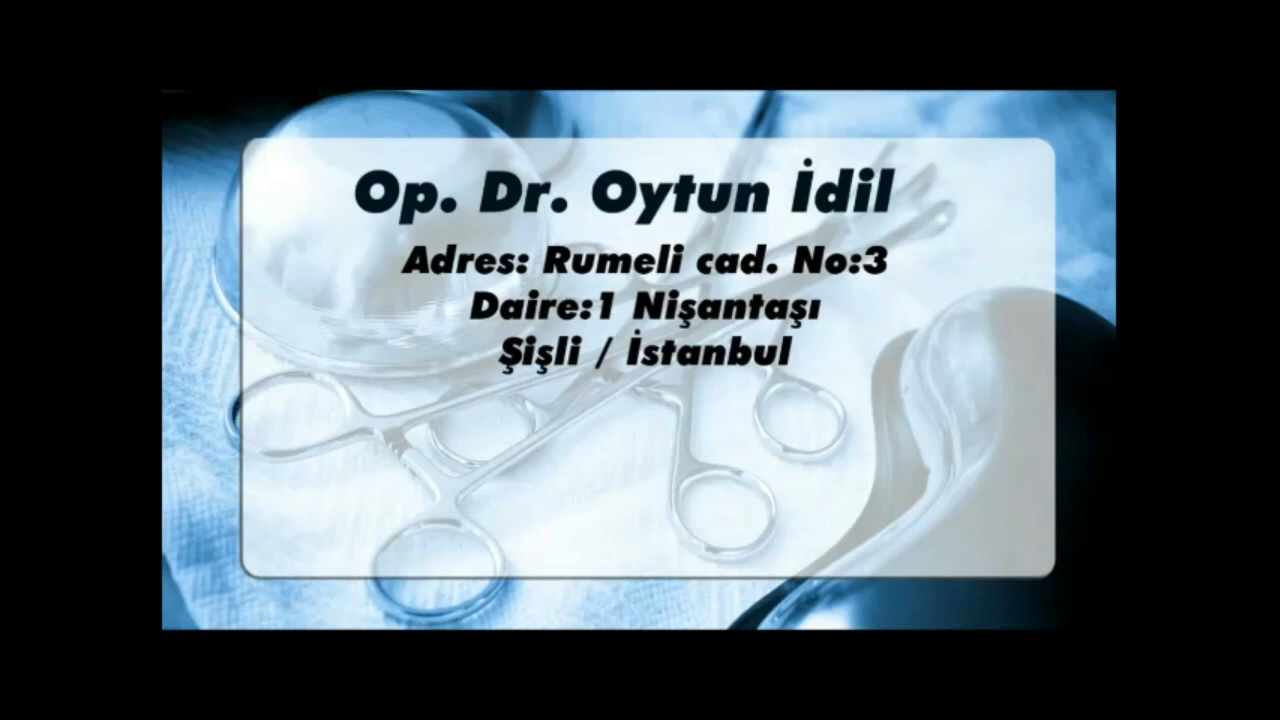 Op. Dr. Oytun İdil
Adres: Rumeli cad. No:3
Daire:1 Nişantaşı
Şişli / İstanbul